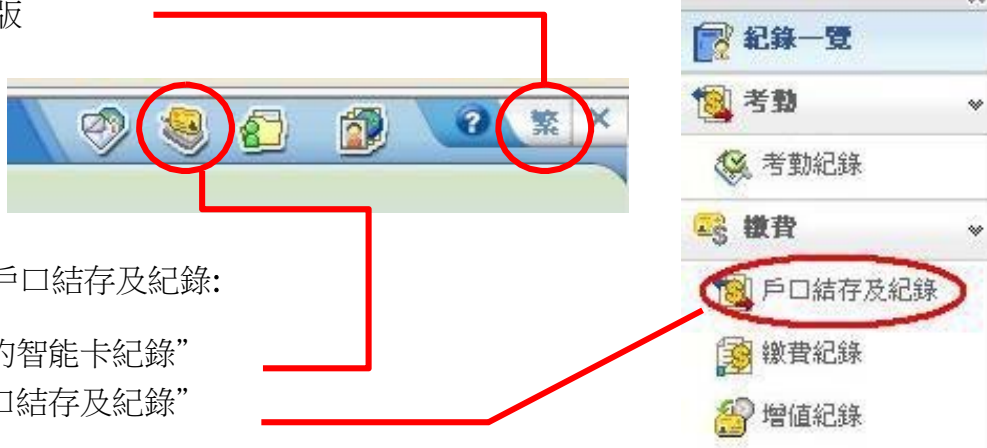 版
繁
戶口結存及紀錄:
的智能卡紀錄”
口結存及紀錄”
紀錄一覽
考勤
考勤紀錄
繳費
戶口結存及紀錄
繳費紀錄
增值紀錄